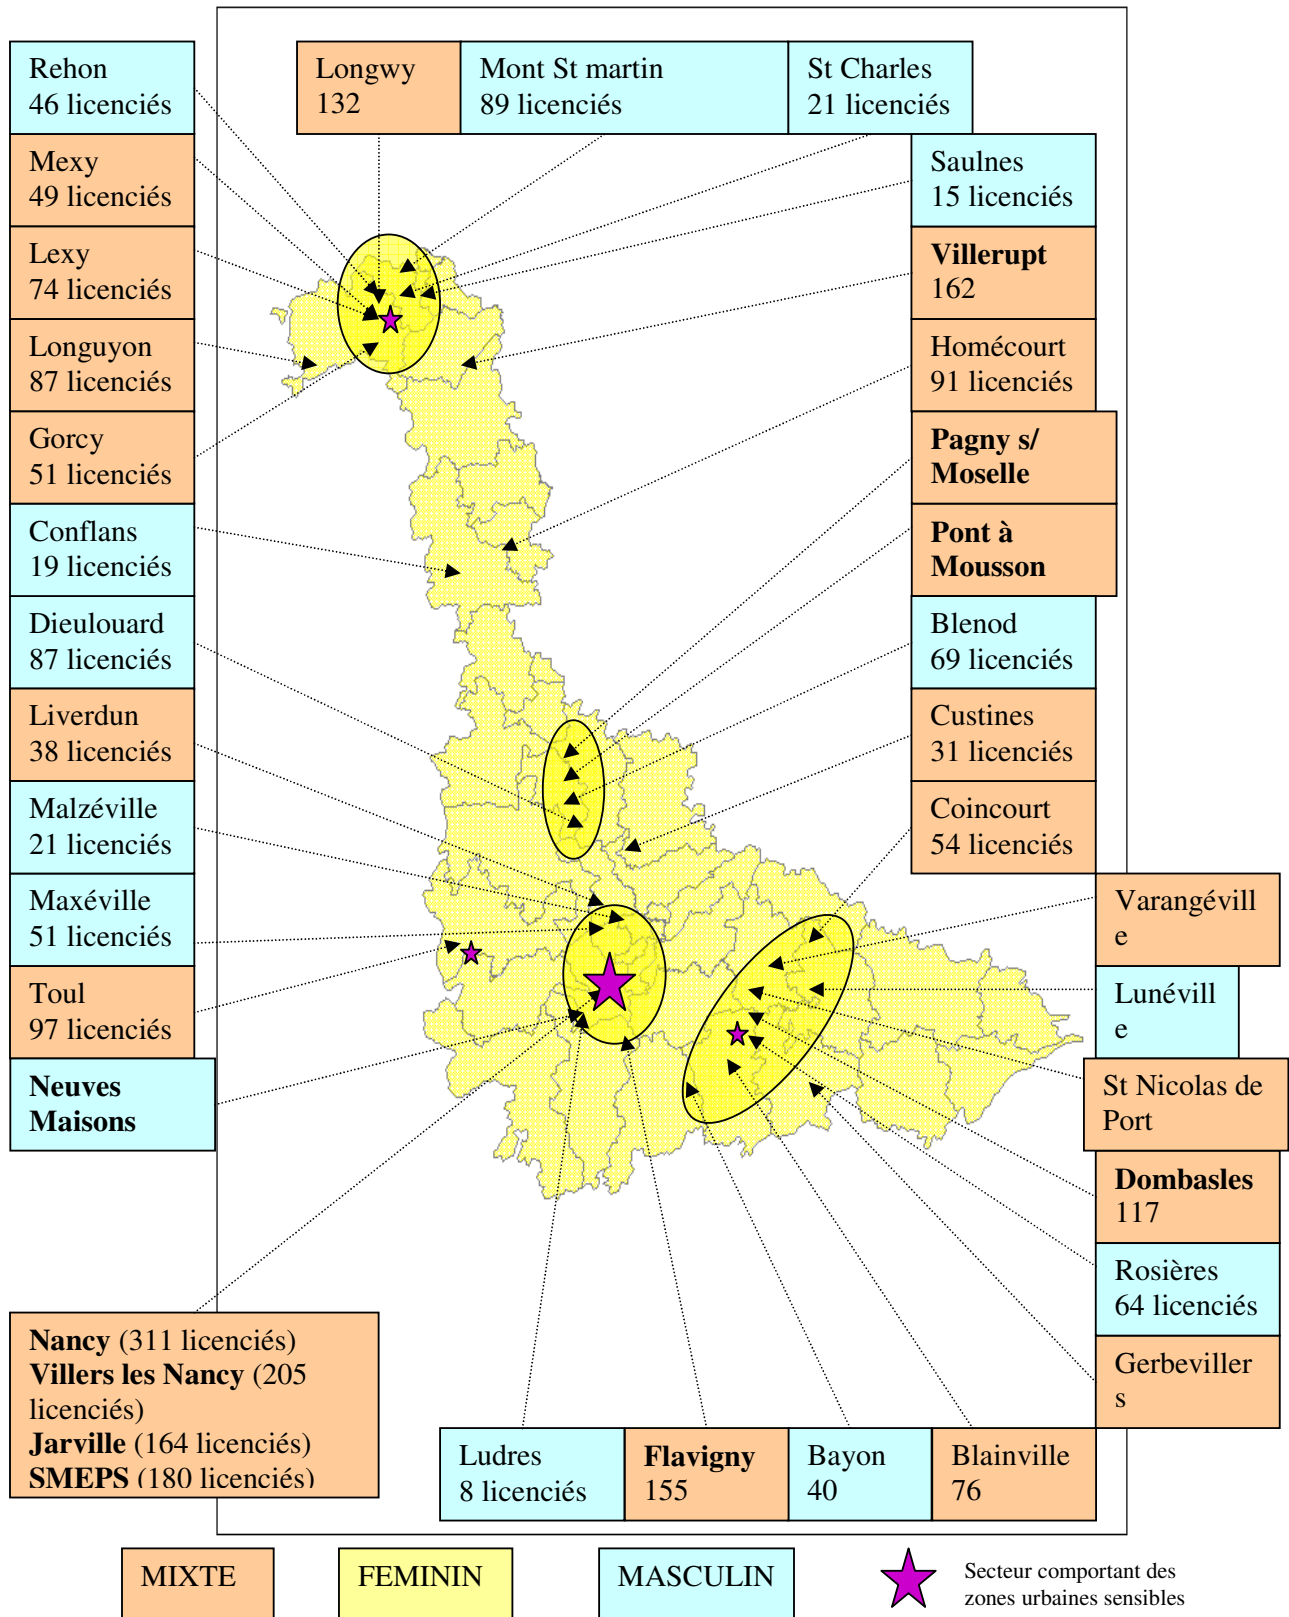 Rehon
46 licenciés
Mexy
49 licenciés
Lexy
74 licenciés
Longuyon
87 licenciés
Gorcy
51 licenciés
Conflans
19 licenciés
Dieulouard
87 licenciés
Liverdun
38 licenciés
Malzéville
21 licenciés
Maxéville
51 licenciés
Toul
97 licenciés
Neuves
Maisons
Longwy
132
Mont St martin
89 licenciés
St Charles
21 licenciés
Saulnes
15 licenciés
Villerupt
162
Homécourt
91 licenciés
Pagny s/
Moselle
Pont à
Mousson
Blenod
69 licenciés
Custines
31 licenciés
Coincourt
54 licenciés
Varangévill
e
Lunévill
e
St Nicolas de
Port
Dombasles
117
Rosières
64 licenciés
Gerbeviller
s
Nancy (311 licenciés)
Villers les Nancy (205
licenciés)
Jarville (164 licenciés)
SMEPS (180 licenciés)
Ludres
8 licenciés
Flavigny
155
Bayon
40
Blainville
76
MIXTE
FEMININ
MASCULIN
Secteur comportant des
zones urbaines sensibles